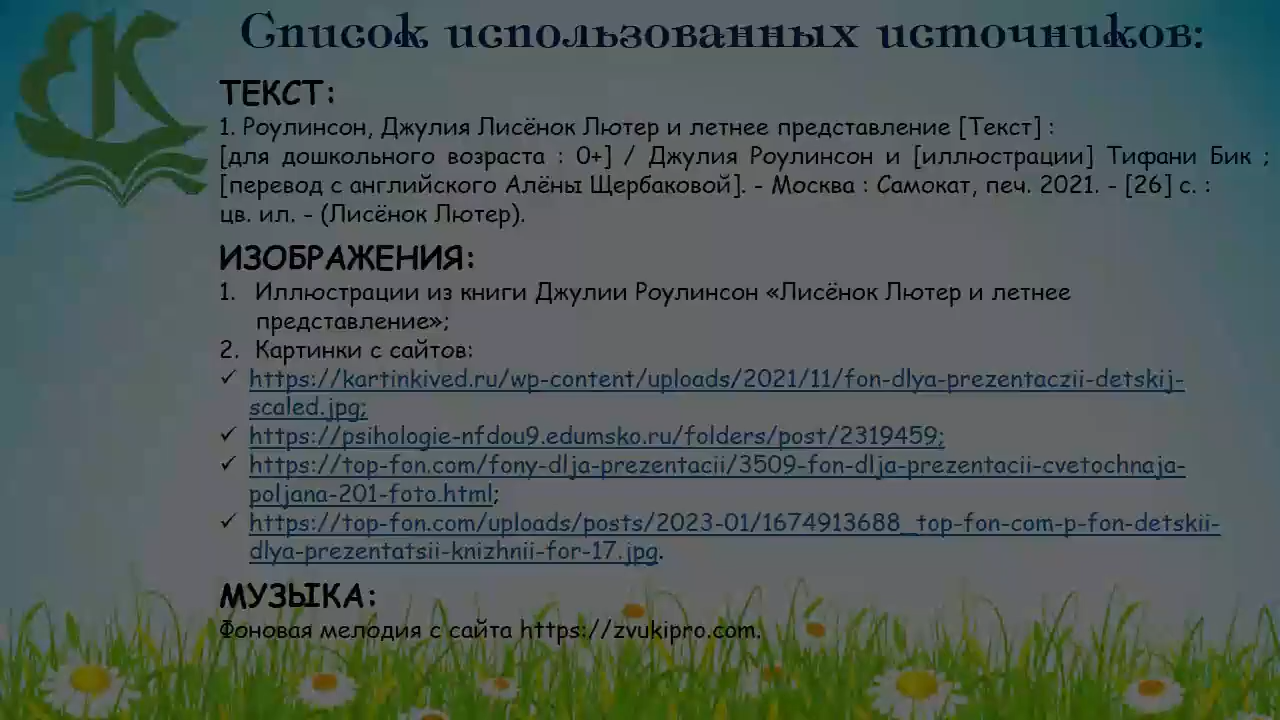 Список использованных источников:
ТЕКСТ:
1. Роулинсон, Джулия Лисёнок Лютер и летнее представление [Текст] :
[для дошкольного возраста : 0+] / Джулия Роулинсон и [иллюстрации] Тифани Бик ;
[перевод с английского Алёны Щербаковой]. - Москва : Самокат, печ. 2021. - [26] с. :
цв. ил. - (Лисёнок Лютер).
ИЗОБРАЖЕНИЯ:
1. Иллюстрации из книги Джулии Роулинсон «Лисёнок Лютер и летнее
представление»;
2. Картинки с сайтов:
✓ https://kartinkived.ru/wp-content/uploads/2021/11/fon-dlya-prezentaczii-detskij-
scaled.jpg;
✓ https://psihologie-nfdou9.edumsko.ru/folders/post/2319459;
✓ https://top-fon.com/fony-dlja-prezentacii/3509-fon-dlja-prezentacii-cvetochnaja-
poljana-201-foto.html;
✓ https://top-fon.com/uploads/posts/2023-01/1674913688_top-fon-com-p-fon-detskii-
dlya-prezentatsii-knizhnii-for-17.jpg.
МУЗЫКА:
Фоновая мелодия с сайта https://zvukipro.com.